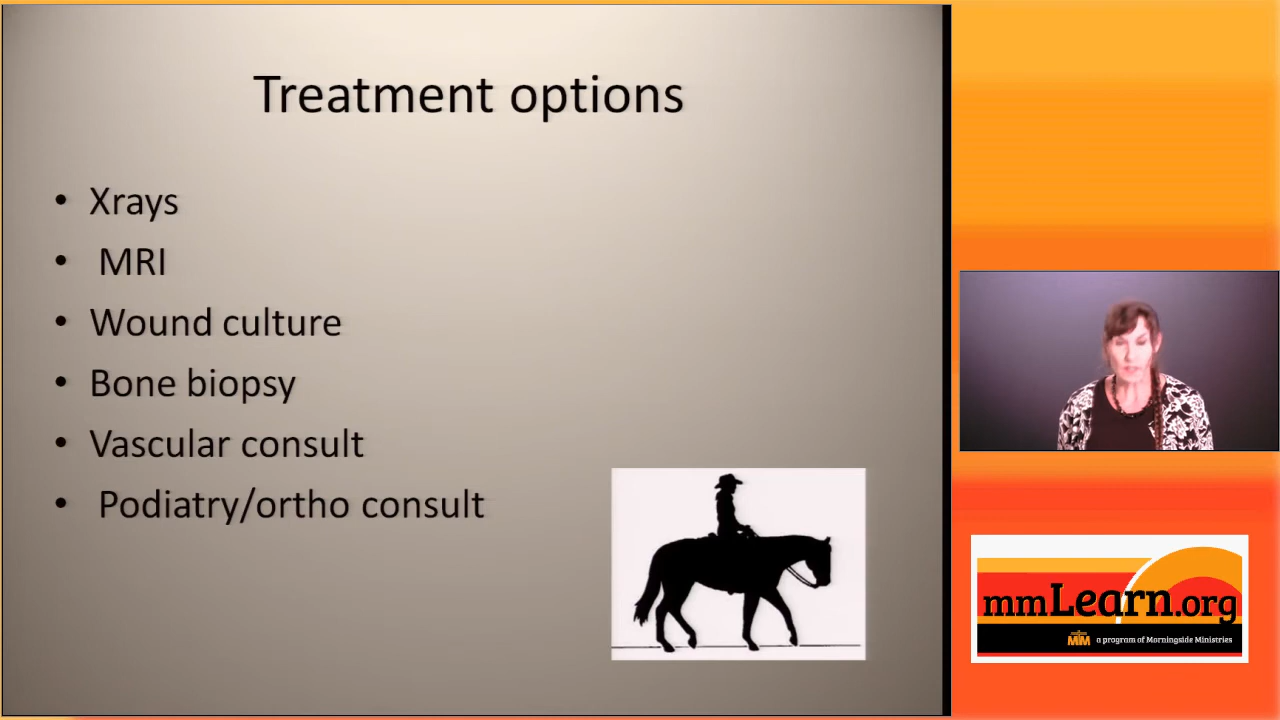 Treatment options
• Xrays
• MRI
• Wound culture
• Bone biopsy
• Vascular consult
• Podiatry/ortho consult
mmLearn.org
MM a program of Morningside Ministries